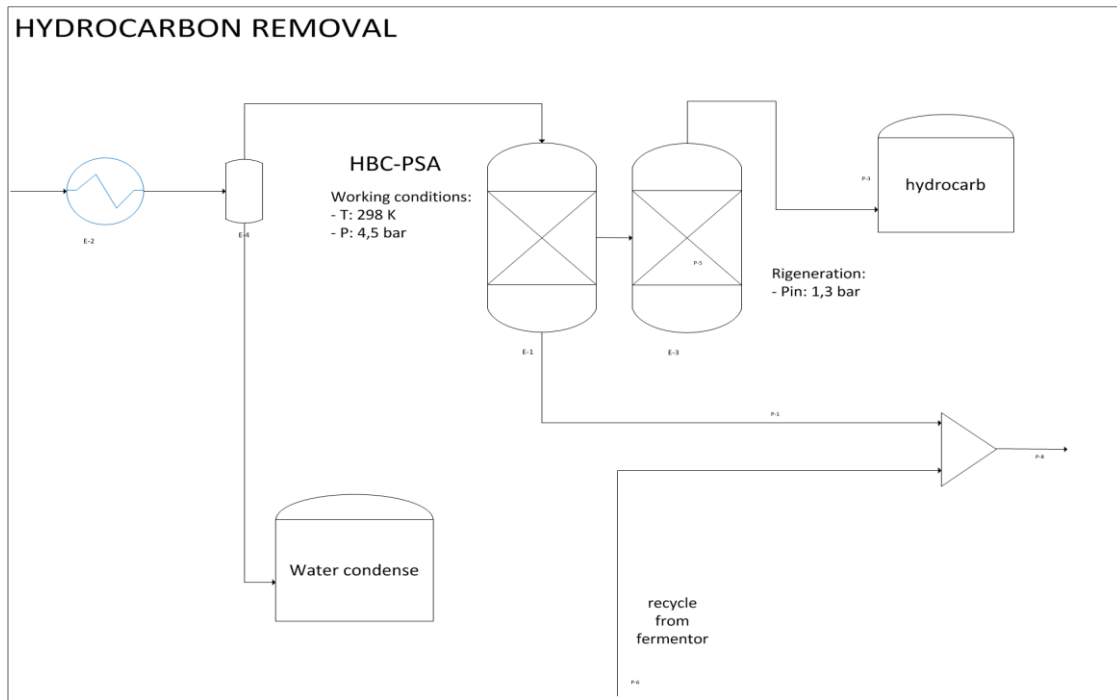 HYDROCARBON REMOVAL
HBC-PSA
Working conditions:
- T: 298 K
- P: 4,5 bar
P-3
hydrocarb
E-2
E-4
P-5
Rigeneration:
- Pin: 1,3 bar
E-1
E-3
P-1
P-8
Water condense
recycle
from
fermentor
P-6